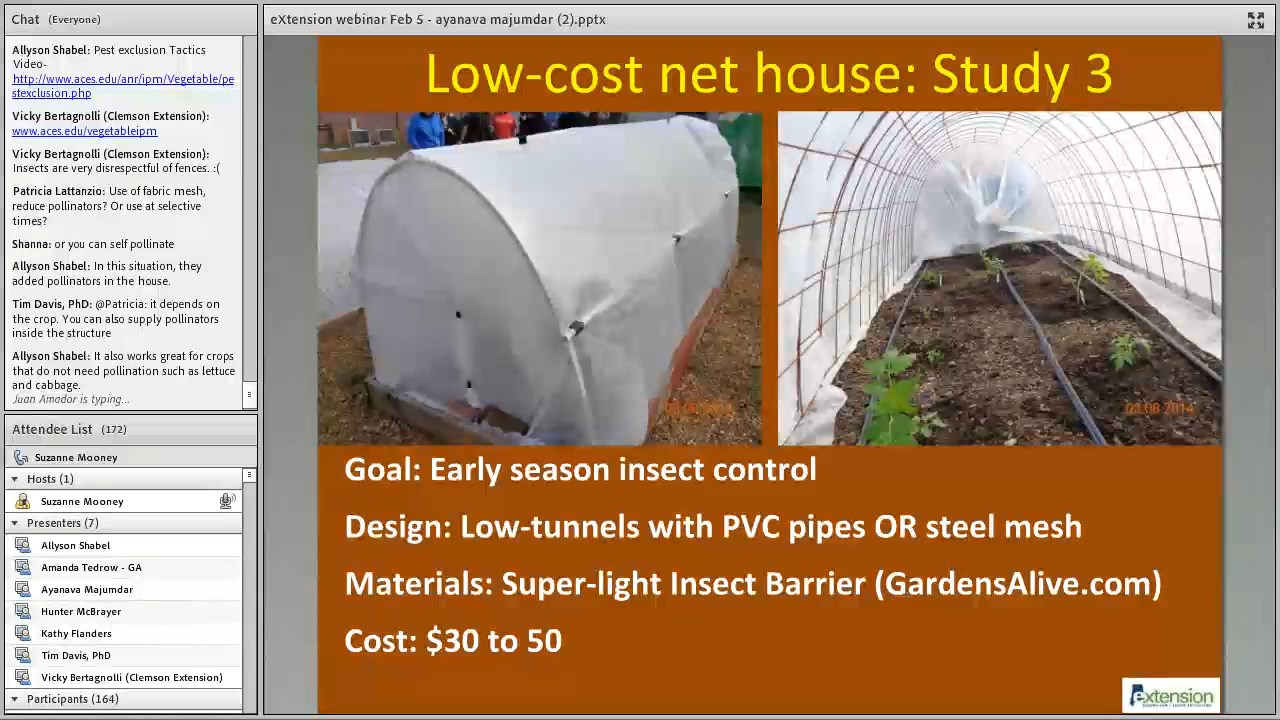 Chat (Everyone)
Allyson Shabel: Pest exclusion Tactics
Video-
http://www.aces.edu/anr/ipm/Vegetable/pe
stexclusion.php
Vicky Bertagnolli (Clemson Extension):
www.aces.edu/vegetableipm
Vicky Bertagnolli (Clemson Extension):
Insects are very disrespectful of fences. :(
Patricia Lattanzio: Use of fabric mesh,
reduce pollinators? Or use at selective
times?
Shanna: or you can self pollinate
Allyson Shabel: In this situation, they
added pollinators in the house.
Tim Davis, PhD: @Patricia: it depends on
the crop. You can also supply pollinators
inside the structure
Allyson Shabel: It also works great for crops
that do not need pollination such as lettuce
and cabbage.
Juan Amador is typing...
Attendee List (172)
Suzanne Mooney
Hosts (1)
Suzanne Mooney
Presenters (7)
Allyson Shabel
Amanda Tedrow - GA
Ayanava Majumdar
Hunter McBrayer
Kathy Flanders
Tim Davis, PhD
Vicky Bertagnolli (Clemson Extension)
Participants (164)
eXtension webinar Feb 5 - ayanava majumdar (2).pptx
Low-cost net house: Study 3
03.08.2014
Goal: Early season insect control
Design: Low-tunnels with PVC pipes OR steel mesh
Materials: Super-light Insect Barrier (GardensAlive.com)
Cost: $30 to 50
extension